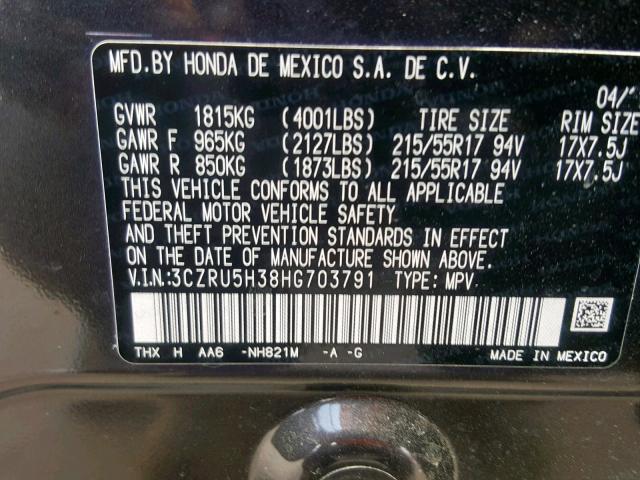 MFD.BY HONDA DE MEXICO S.A. DE C.V.
04/
GVWR 1815KG (4001LBS) TIRE SIZE RIM SIZE
GAWR F 965KG (2127LBS) 215/55R17 94V 17X7.5J
GAWR R 850KG (1873LBS) 215/55R17 94V 17X7.5J
THIS VEHICLE CONFORMS TO ALL APPLICABLE
FEDERAL MOTOR VEHICLE SAFETY
AND THEFT PREVENTION STANDARDS IN EFFECT
ON THE DATE OF MANUFACTURE SHOWN ABOVE.
V.I.N:3CZRU5H38HG703791 TYPE: MPV
THX H AA6 -NH821M -A -G
IN MEXICO